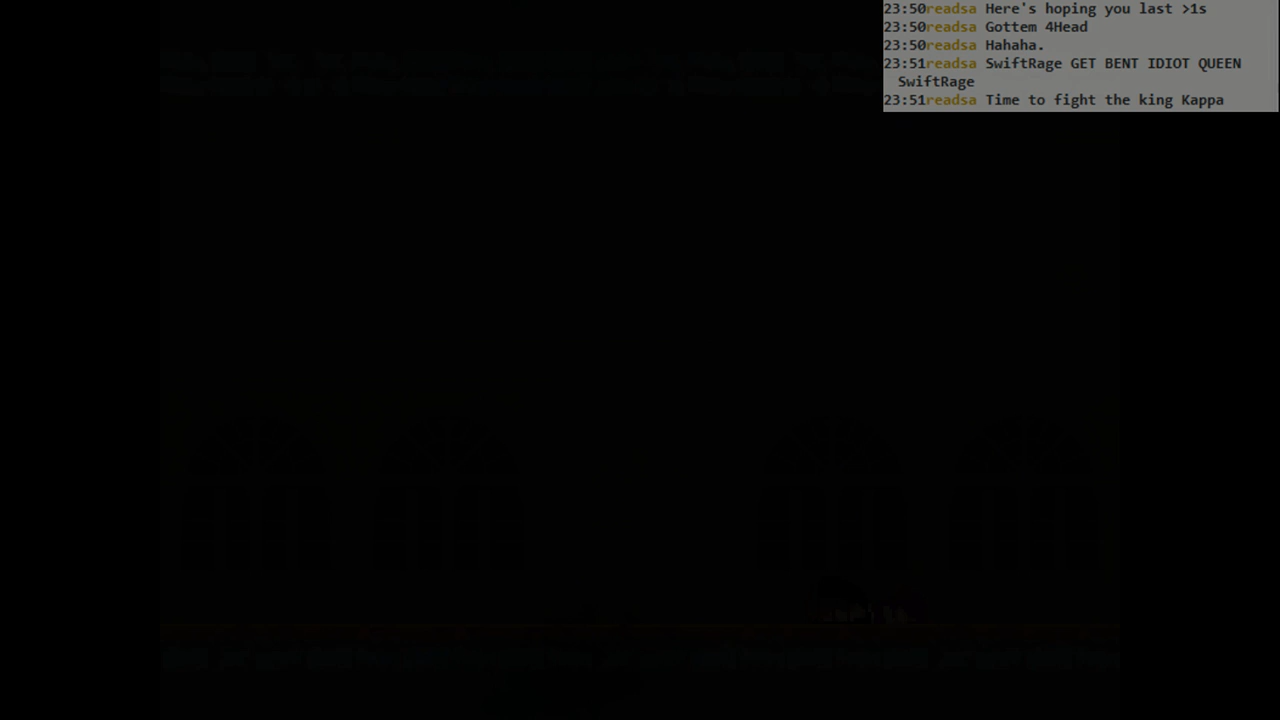 23:50readsa Here's hoping you last >1s
23:50readsa Gottem 4Head
23:50readsa Hahaha.
23:51readsa SwiftRage GET BENT IDIOT QUEEN
SwiftRage
23:51readsa Time to fight the king Kappa